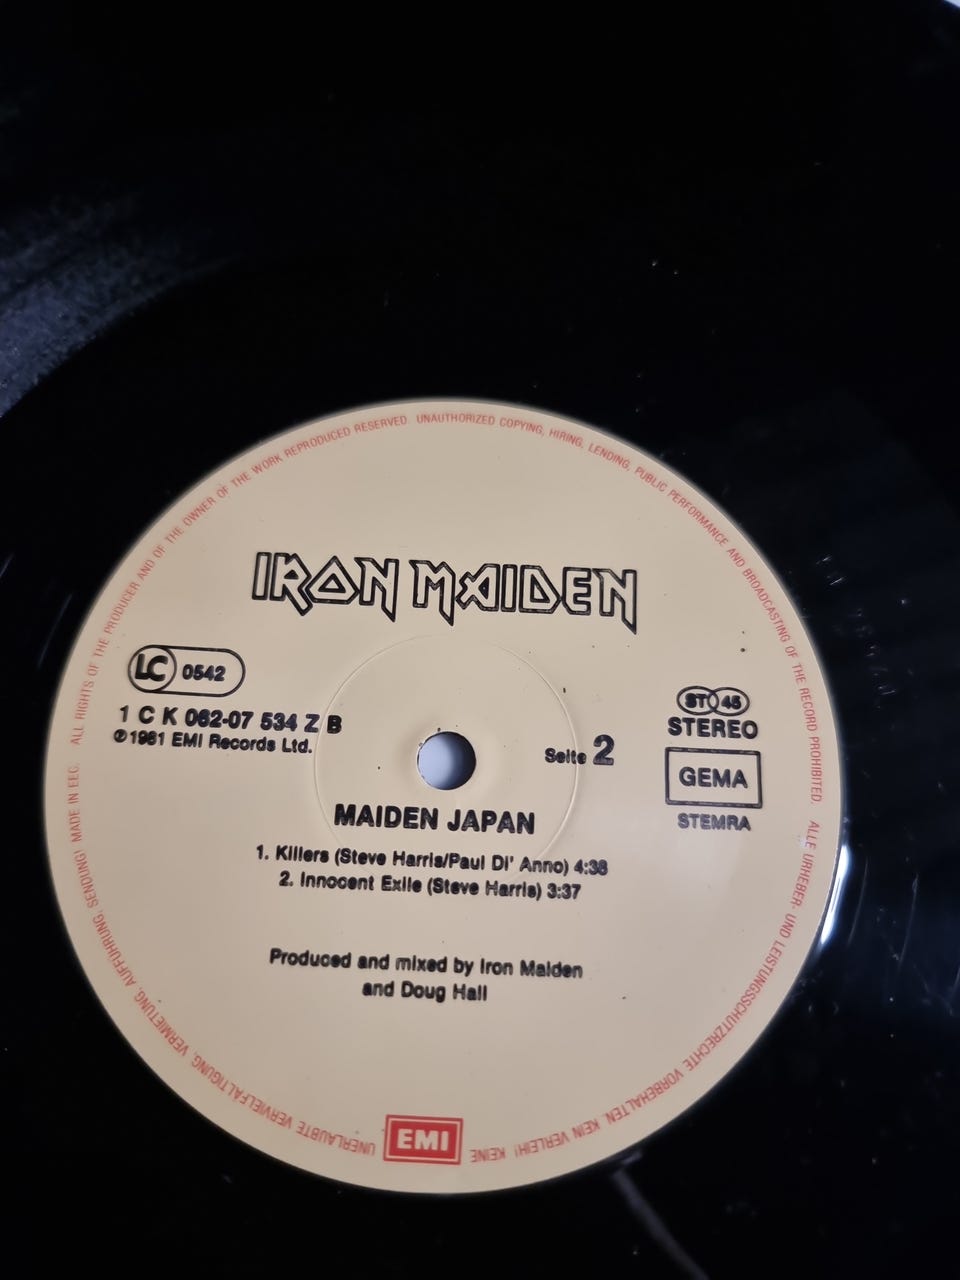 IRON MAIDEN
LC 0542
1 C K 062-07 534 Z B
℗1981 EMI Records Ltd.
ST 45
STEREO
GEMA
STEMRA
Seite 2
MAIDEN JAPAN
1. Killers (Steve Harris/Paul Di' Anno) 4:38
2. Innocent Exile (Steve Harris) 3:37
Produced and mixed by Iron Maiden
and Doug Hall
EMI
ALL RIGHTS OF THE PRODUCER AND OF THE OWNER OF THE WORK REPRODUCED RESERVED. UNAUTHORIZED COPYING, HIRING, LENDING, PUBLIC PERFORMANCE AND BROADCASTING OF THE RECORD PROHIBITED. ALLE URHEBER- UND LEISTUNGSSCHUTZRECHTE VORBEHALTEN. KEIN VERLEIH! KEINE UNERLAUBTE VERVIELFÄLTIGUNG, VERMIETUNG, AUFFÜHRUNG, SENDUNG! MADE IN EEC.